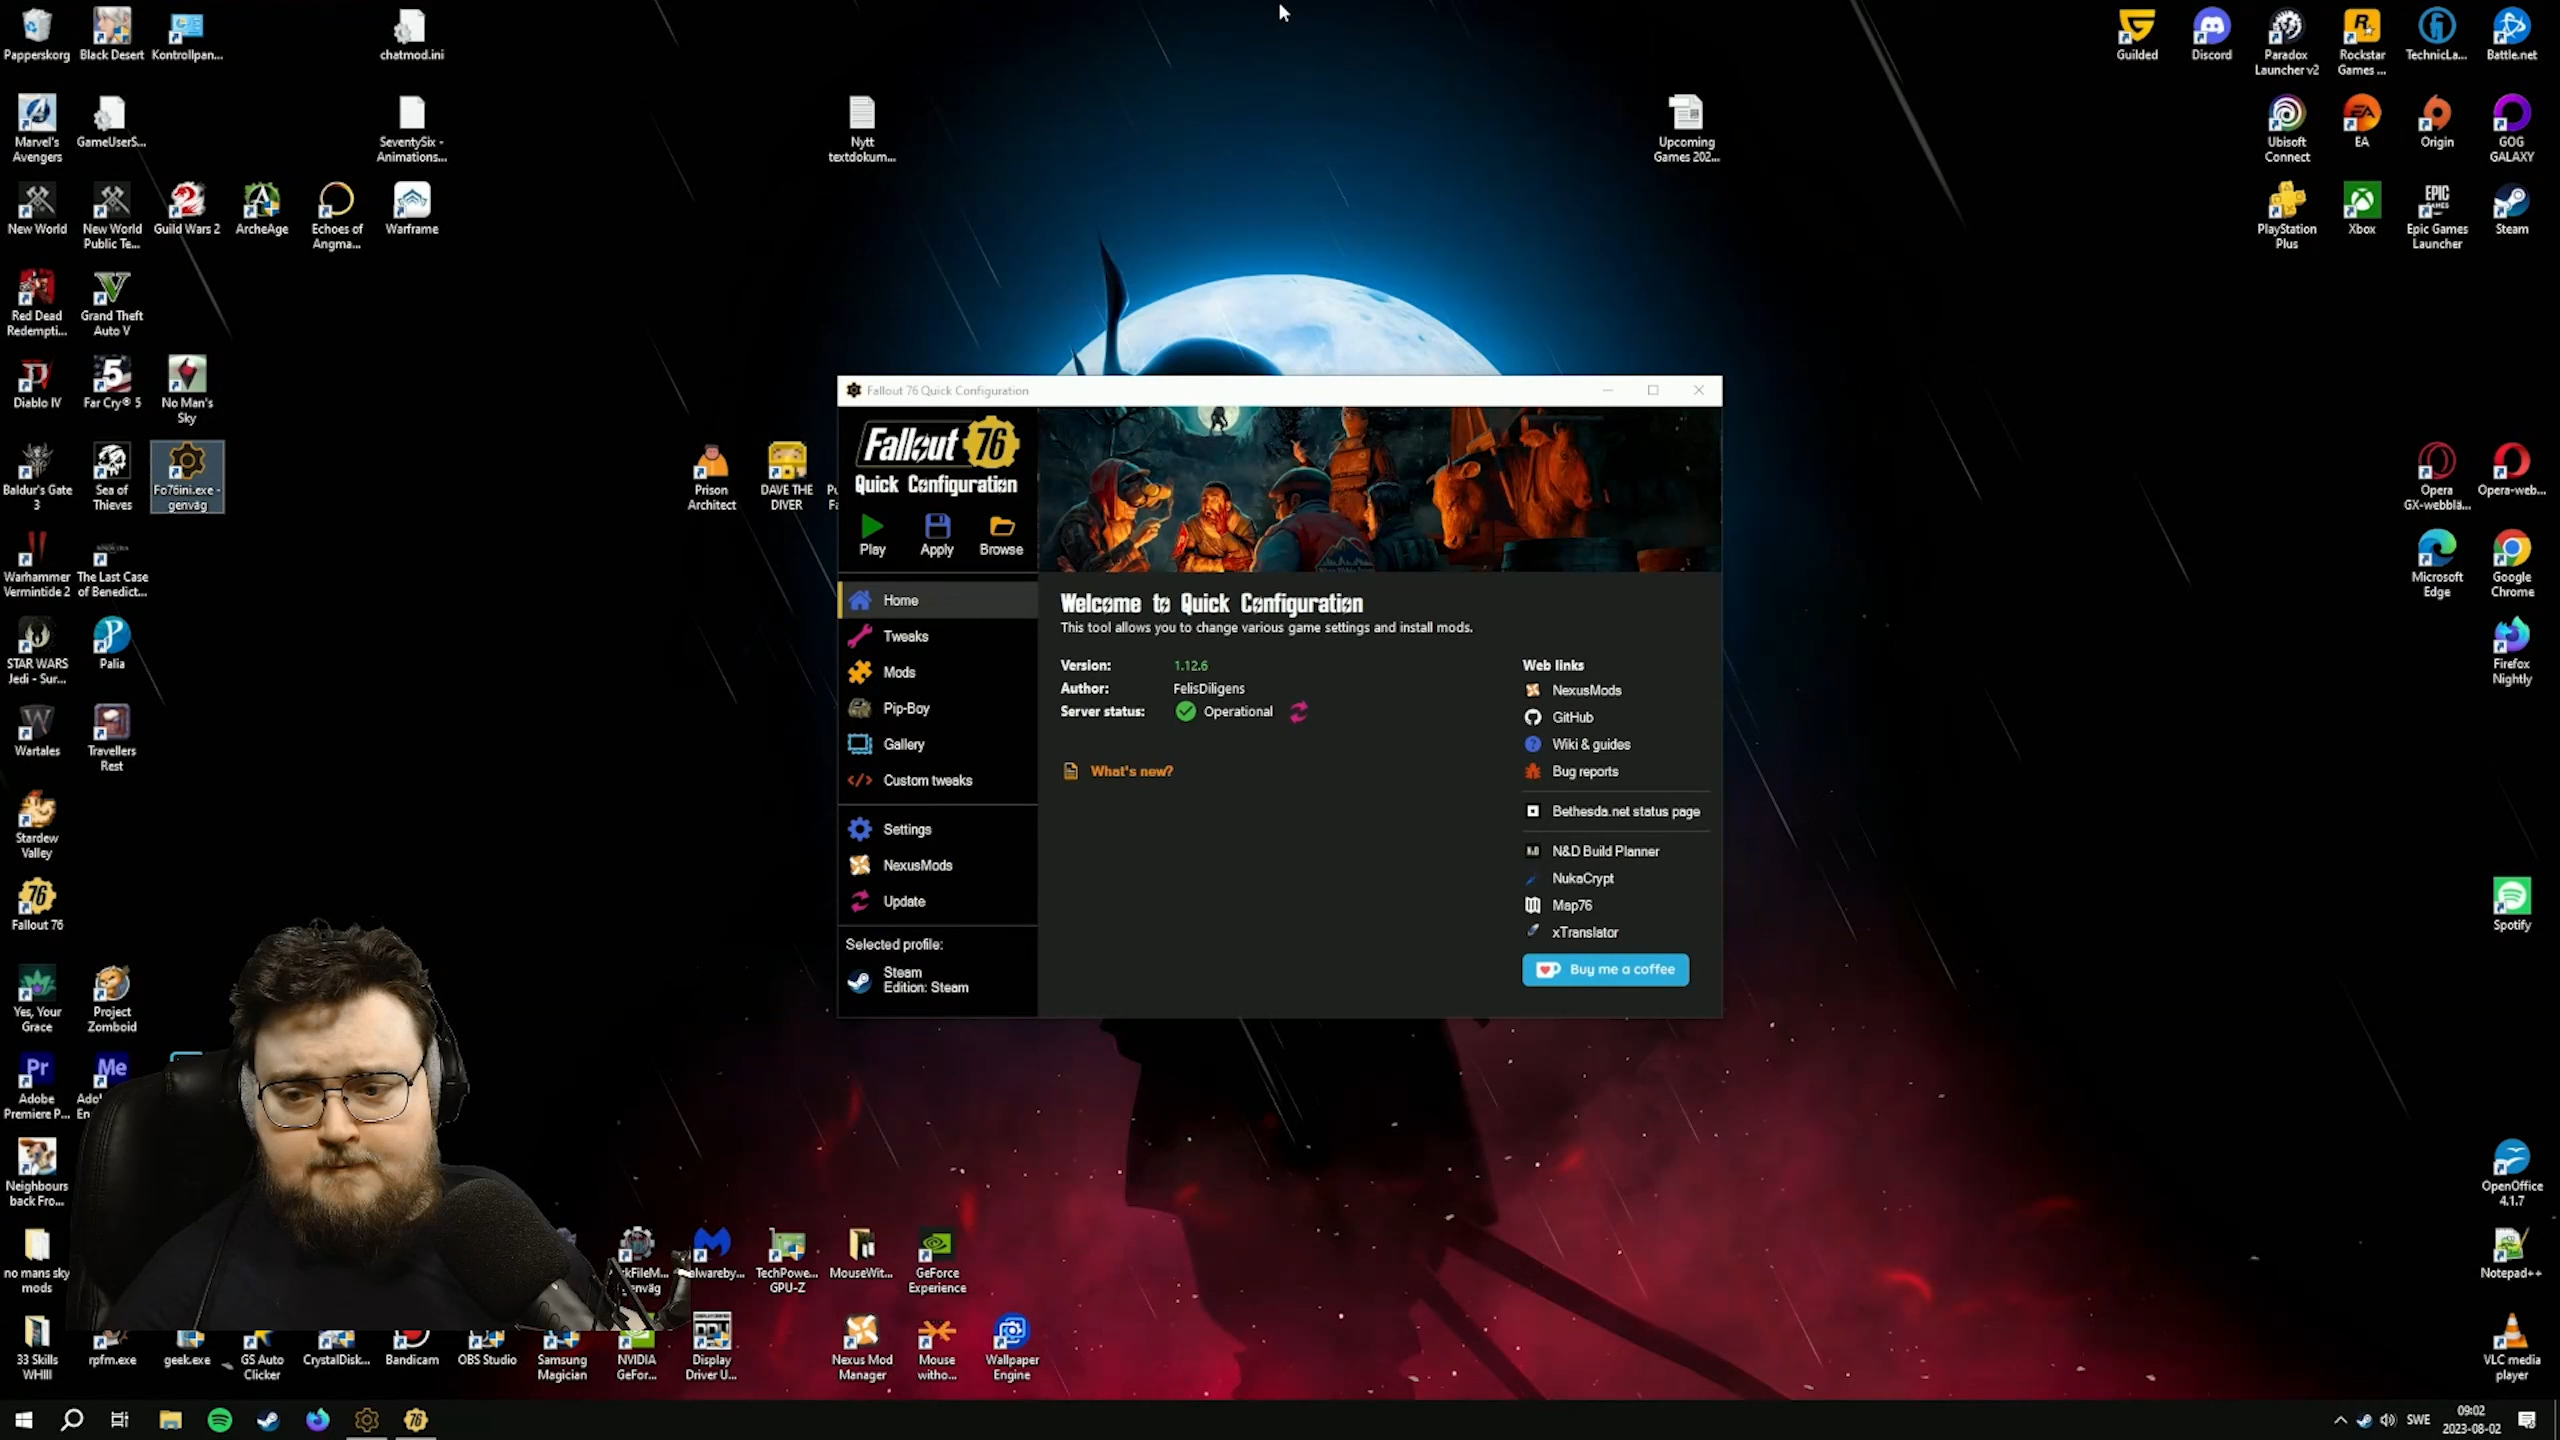 Papperskorg
Black Desert
Kontrollpan...
chatmod.ini
Guilded
Discord
Paradox
Launcher v2
Rockstar
Games ...
TechnicLa...
Battle.net
Marvel's
Avengers
GameUserS...
SeventySix -
Animations...
Nytt
textdokum...
Upcoming
Games 202...
Ubisoft
Connect
EA
Origin
GOG
GALAXY
New World
New World
Public Te...
Guild Wars 2
ArcheAge
Echoes of
Angma...
Warframe
PlayStation
Plus
Xbox
Epic Games
Launcher
Steam
Red Dead
Redempti...
Grand Theft
Auto V
Diablo IV
Far Cry® 5
No Man's
Sky
Baldur's Gate
3
Sea of
Thieves
Fo76ini.exe -
genväg
Prison
Architect
DAVE THE
DIVER
Opera
GX-webblä...
Opera-web...
Warhammer
Vermintide 2
The Last Case
of Benedict...
Microsoft
Edge
Google
Chrome
STAR WARS
Jedi - Sur...
Palia
Firefox
Nightly
Wartales
Travellers
Rest
Stardew
Valley
Fallout 76
Spotify
Yes, Your
Grace
Project
Zomboid
Adobe
Premiere P...
Neighbours
back Fro...
OpenOffice
4.1.7
no mans sky
mods
TechPowe...
GPU-Z
MouseWit...
GeForce
Experience
Notepad++
33 Skills
WHIII
rpfm.exe
geek.exe
GS Auto
Clicker
CrystalDisk...
Bandicam
OBS Studio
Samsung
Magician
NVIDIA
GeFor...
Display
Driver U...
Nexus Mod
Manager
Mouse
witho...
Wallpaper
Engine
VLC media
player
Fallout 76 Quick Configuration
Fallout 76
Quick Configuration
Play
Apply
Browse
Home
Tweaks
Mods
Pip-Boy
Gallery
Custom tweaks
Settings
NexusMods
Update
Selected profile:
Steam
Edition: Steam
Welcome to Quick Configuration
This tool allows you to change various game settings and install mods.
Version: 1.12.6
Author: FelisDiligens
Server status: Operational
What's new?
Web links
NexusMods
GitHub
Wiki & guides
Bug reports
Bethesda.net status page
N&D Build Planner
NukaCrypt
Map76
xTranslator
Buy me a coffee
SWE
09:02
2023-08-02